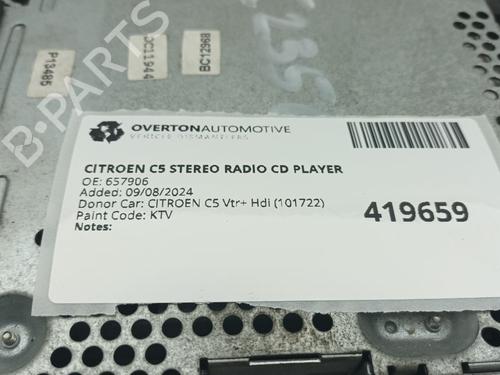 P13485
OC11944
BC12968
B-PARTS
OVERTONAUTOMOTIVE
VEHICLE DISMANTLERS
CITROEN C5 STEREO RADIO CD PLAYER
OE: 657906
Added: 09/08/2024
Donor Car: CITROEN C5 Vtr+ Hdi (101722)
Paint Code: KTV
Notes:
419659